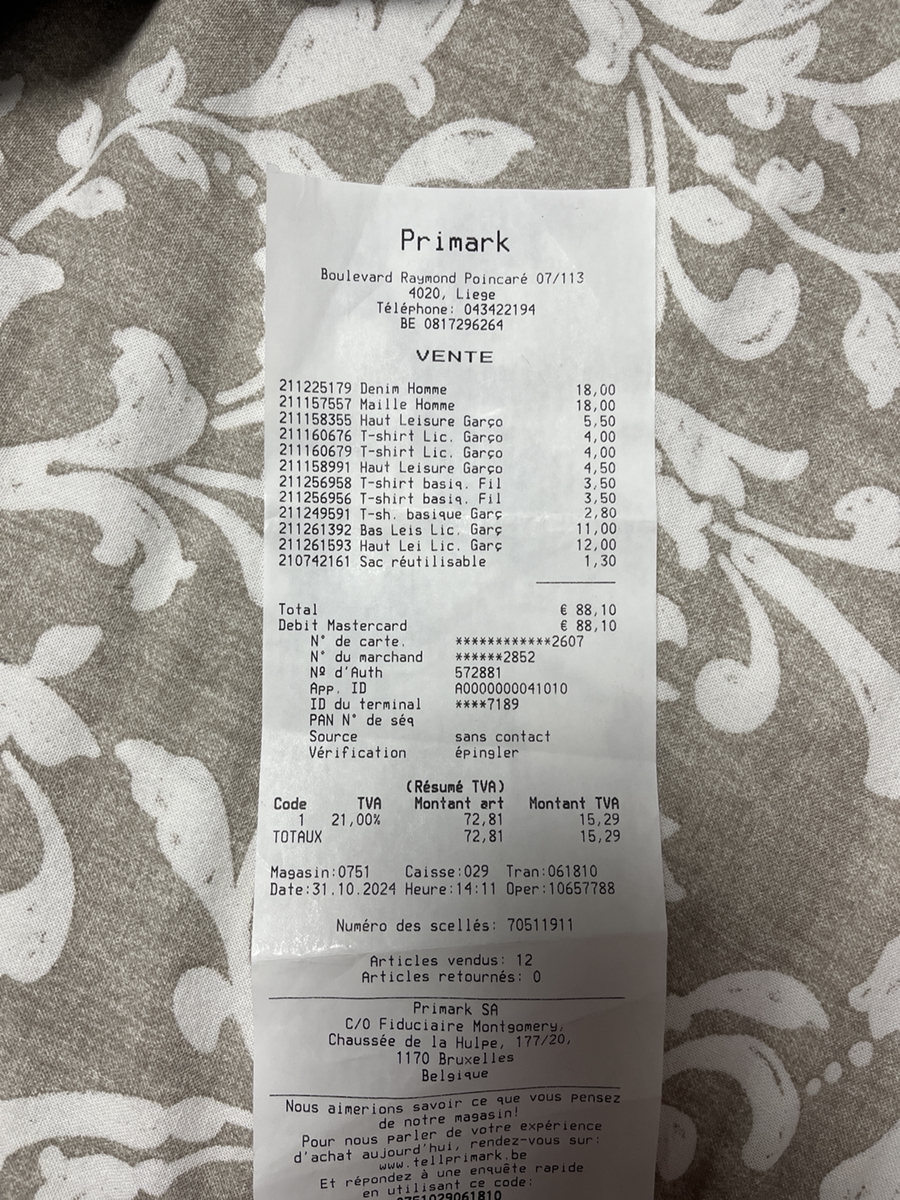 Primark
Boulevard Raymond Poincaré 07/113
4020, Liege
Téléphone: 043422194
BE 0817296264
VENTE
211225179 Denim Homme 18,00
211157557 Maille Homme 18,00
211158355 Haut Leisure Garço 5,50
211160676 T-shirt Lic. Garço 4,00
211160679 T-shirt Lic. Garço 4,00
211158991 Haut Leisure Garço 4,50
211256958 T-shirt basiq. Fil 3,50
211256956 T-shirt basiq. Fil 3,50
211249591 T-sh. basique Garç 2,80
211261392 Bas Leis Lic. Garç 11,00
211261593 Haut Lei Lic. Garç 12,00
210742161 Sac réutilisable 1,30
Total € 88,10
Debit Mastercard € 88,10
N° de carte. ************2607
N° du marchand ******2852
Nº d'Auth 572881
App. ID A0000000041010
ID du terminal ****7189
PAN N° de séq
Source sans contact
Vérification épingler
(Résumé TVA)
Code TVA Montant art Montant TVA
1 21,00% 72,81 15,29
TOTAUX 72,81 15,29
Magasin:0751 Caisse:029 Tran:061810
Date:31.10.2024 Heure:14:11 Oper:10657788
Numéro des scellés: 70511911
Articles vendus: 12
Articles retournés: 0
Primark SA
C/O Fiduciaire Montgomery,
Chaussée de la Hulpe, 177/20,
1170 Bruxelles
Belgique
Nous aimerions savoir ce que vous pensez
de notre magasin!
Pour nous parler de votre expérience
d'achat aujourd'hui, rendez-vous sur:
www.tellprimark.be
Et répondez à une enquête rapide
en utilisant ce code:
0751029061810